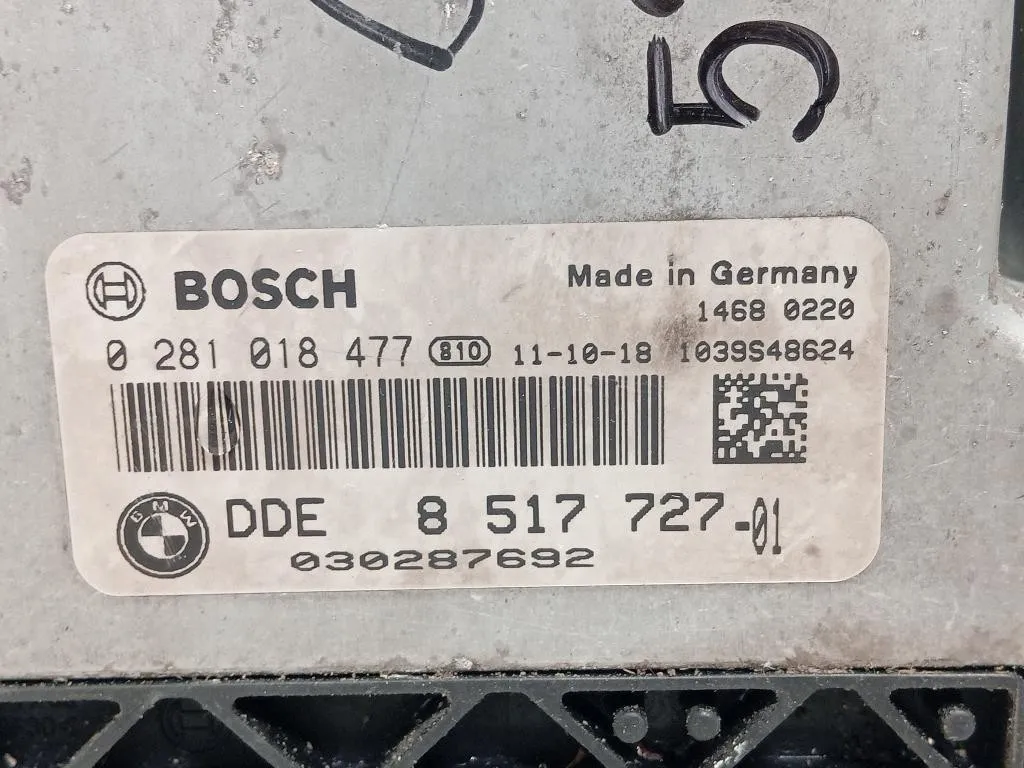 BOSCH
Made in Germany
1468 0220
0 281 018 477 810 11-10-18 1039S48624
BMW
DDE 8 517 727-01
030287692